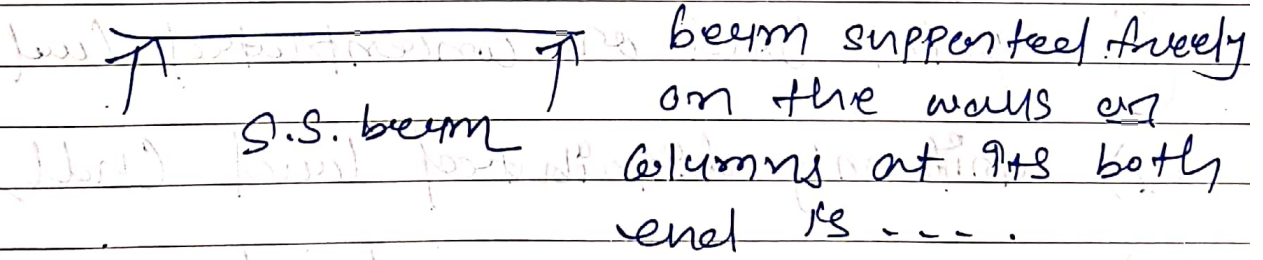 beam supported freely
on the walls or
S.S. beam
columns at its both
end is ---.